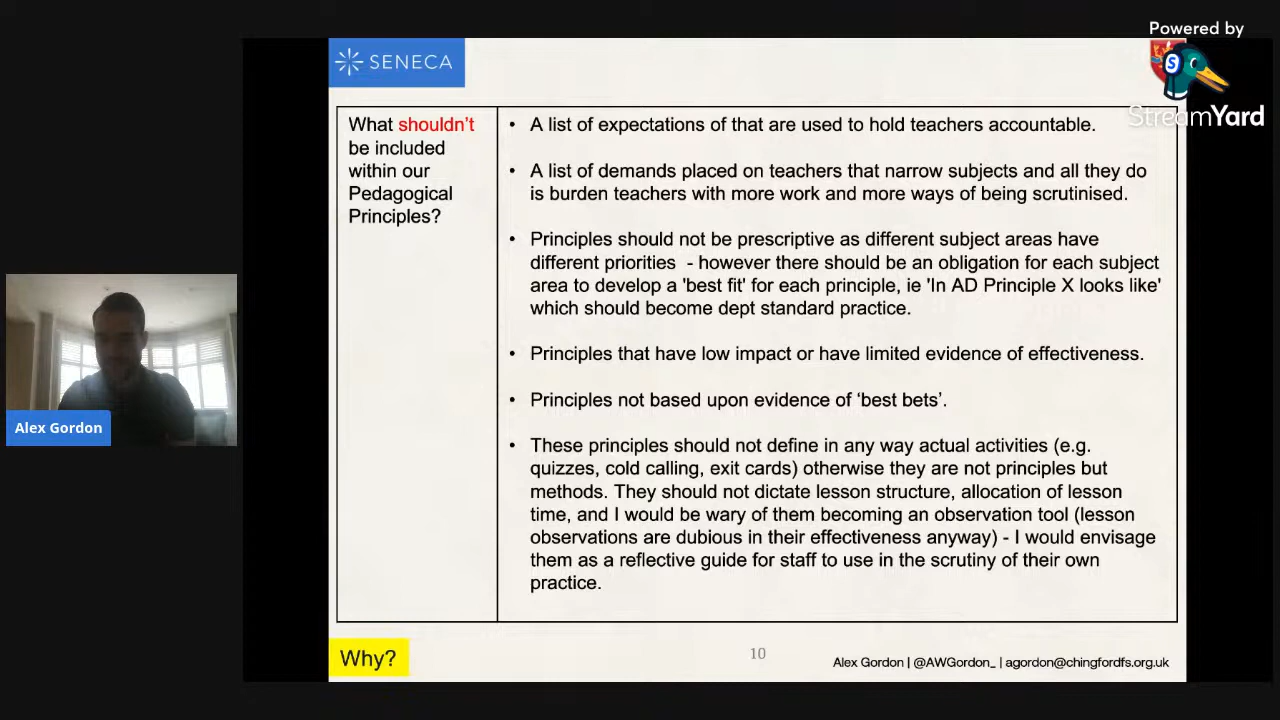 Powered by
StreamYard
SENECA
What shouldn't
be included
within our
Pedagogical
Principles?
• A list of expectations of that are used to hold teachers accountable.
• A list of demands placed on teachers that narrow subjects and all they do
is burden teachers with more work and more ways of being scrutinised.
• Principles should not be prescriptive as different subject areas have
different priorities - however there should be an obligation for each subject
area to develop a 'best fit' for each principle, ie 'In AD Principle X looks like'
which should become dept standard practice.
• Principles that have low impact or have limited evidence of effectiveness.
• Principles not based upon evidence of ‘best bets’.
• These principles should not define in any way actual activities (e.g.
quizzes, cold calling, exit cards) otherwise they are not principles but
methods. They should not dictate lesson structure, allocation of lesson
time, and I would be wary of them becoming an observation tool (lesson
observations are dubious in their effectiveness anyway) - I would envisage
them as a reflective guide for staff to use in the scrutiny of their own
practice.
Alex Gordon
Why?
10
Alex Gordon | @AWGordon_ | agordon@chingfordfs.org.uk